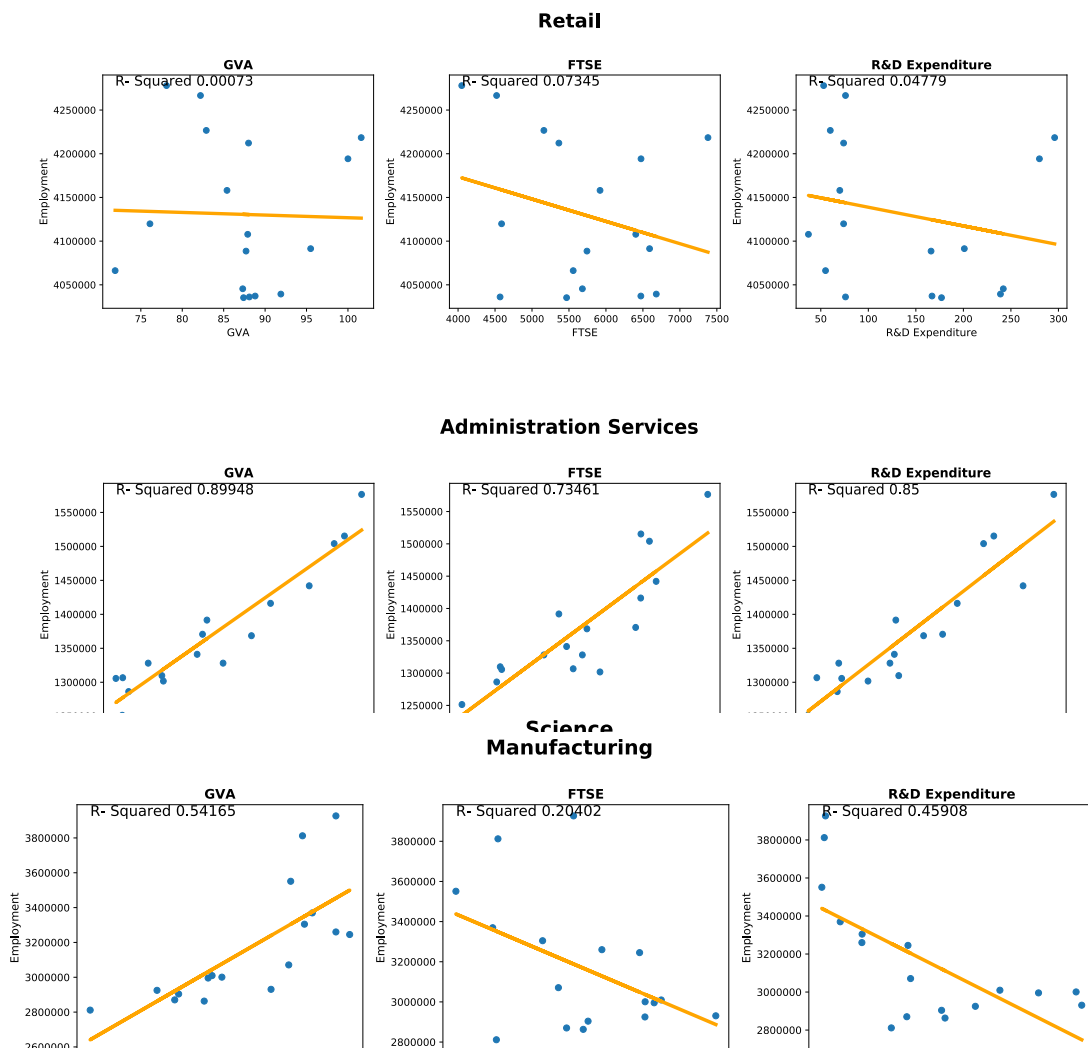 Retail
GVA FTSE R&D Expenditure
R- Squared 0.00073 R- Squared 0.07345 R- Squared 0.04779
4250000 4250000 4250000
4200000 4200000 4200000
4150000 4150000 4150000
4100000 4100000 4100000
4050000 4050000 4050000
Employment Employment Employment
75 80 85 90 95 100 4000 4500 5000 5500 6000 6500 7000 7500 50 100 150 200 250 300
GVA FTSE R&D Expenditure
Administration Services
GVA FTSE R&D Expenditure
R- Squared 0.89948 R- Squared 0.73461 R- Squared 0.85
1550000 1550000 1550000
1500000 1500000 1500000
1450000 1450000 1450000
1400000 1400000 1400000
1350000 1350000 1350000
1300000 1300000 1300000
1250000
Employment Employment Employment
Science
Manufacturing
GVA FTSE R&D Expenditure
R- Squared 0.54165 R- Squared 0.20402 R- Squared 0.45908
3800000 3800000 3800000
3600000 3600000 3600000
3400000 3400000 3400000
3200000 3200000 3200000
3000000 3000000 3000000
2800000 2800000 2800000
2600000
Employment Employment Employment